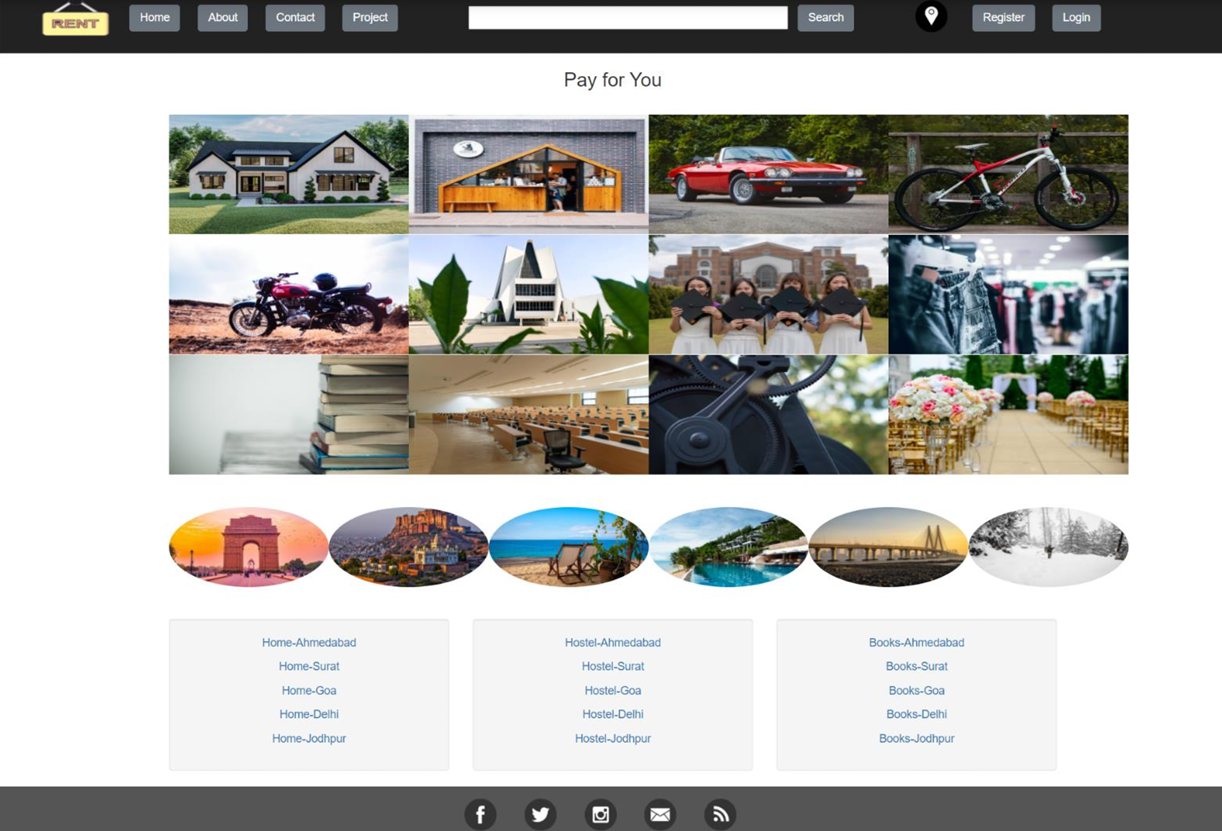 RENT
Home
About
Contact
Project
Search
Register
Login
Pay for You
Home-Ahmedabad
Home-Surat
Home-Goa
Home-Delhi
Home-Jodhpur
Hostel-Ahmedabad
Hostel-Surat
Hostel-Goa
Hostel-Delhi
Hostel-Jodhpur
Books-Ahmedabad
Books-Surat
Books-Goa
Books-Delhi
Books-Jodhpur